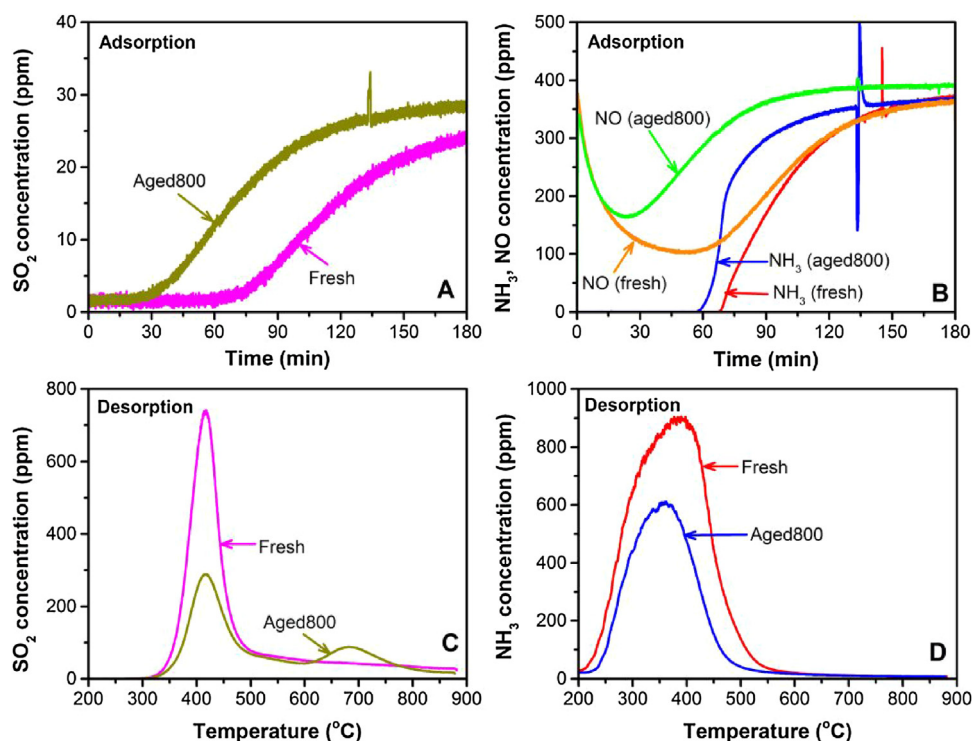 Adsorption
SO2 concentration (ppm)
40
30
20
10
0
Aged800
Fresh
A
0 30 60 90 120 150 180
Time (min)
Adsorption
NH3, NO concentration (ppm)
500
400
300
200
100
0
NO (aged800)
NO (fresh)
NH3 (aged800)
NH3 (fresh)
B
0 30 60 90 120 150 180
Time (min)
Desorption
SO2 concentration (ppm)
800
600
400
200
0
Fresh
Aged800
C
200 300 400 500 600 700 800 900
Temperature (oC)
Desorption
NH3 concentration (ppm)
1000
800
600
400
200
0
Fresh
Aged800
D
200 300 400 500 600 700 800 900
Temperature (oC)